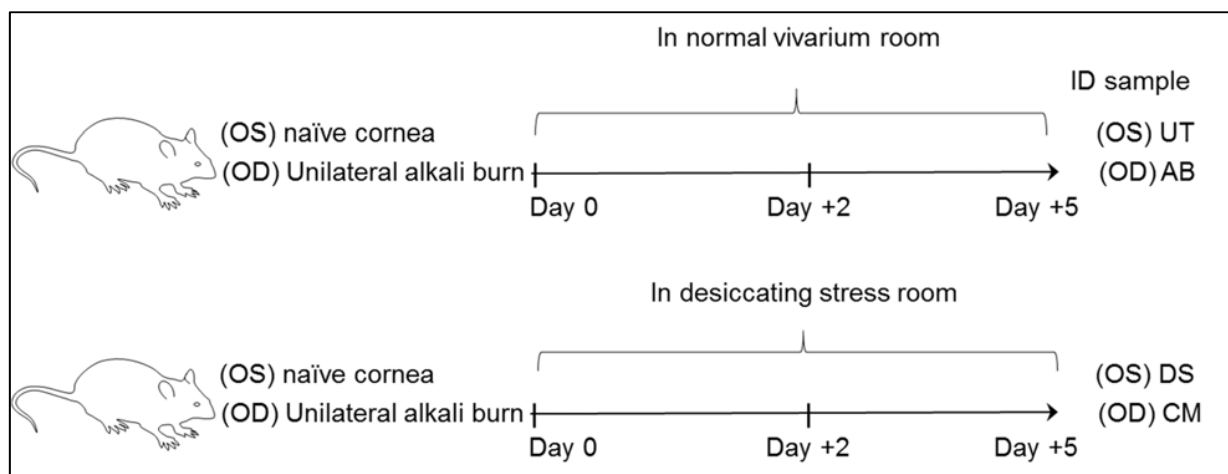 In normal vivarium room
ID sample
(OS) naïve cornea
(OS) UT
(OD) Unilateral alkali burn
(OD) AB
Day 0
Day +2
Day +5
In desiccating stress room
(OS) naïve cornea
(OS) DS
(OD) Unilateral alkali burn
(OD) CM
Day 0
Day +2
Day +5